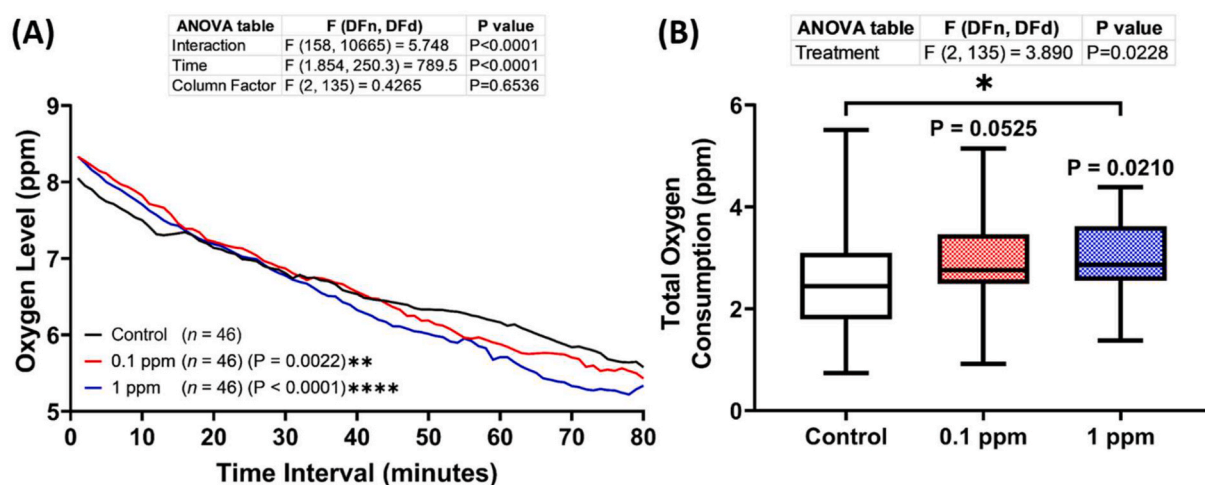 (A)
ANOVA table F (DFn, DFd) P value
Interaction F (158, 10665) = 5.748 P<0.0001
Time F (1.854, 250.3) = 789.5 P<0.0001
Column Factor F (2, 135) = 0.4265 P=0.6536
Oxygen Level (ppm)
9
8
7
6
5
Control (n = 46)
0.1 ppm (n = 46) (P = 0.0022)**
1 ppm (n = 46) (P < 0.0001)****
0 10 20 30 40 50 60 70 80
Time Interval (minutes)
(B)
ANOVA table F (DFn, DFd) P value
Treatment F (2, 135) = 3.890 P=0.0228
*
P = 0.0525
P = 0.0210
Total Oxygen
Consumption (ppm)
6
4
2
0
Control 0.1 ppm 1 ppm